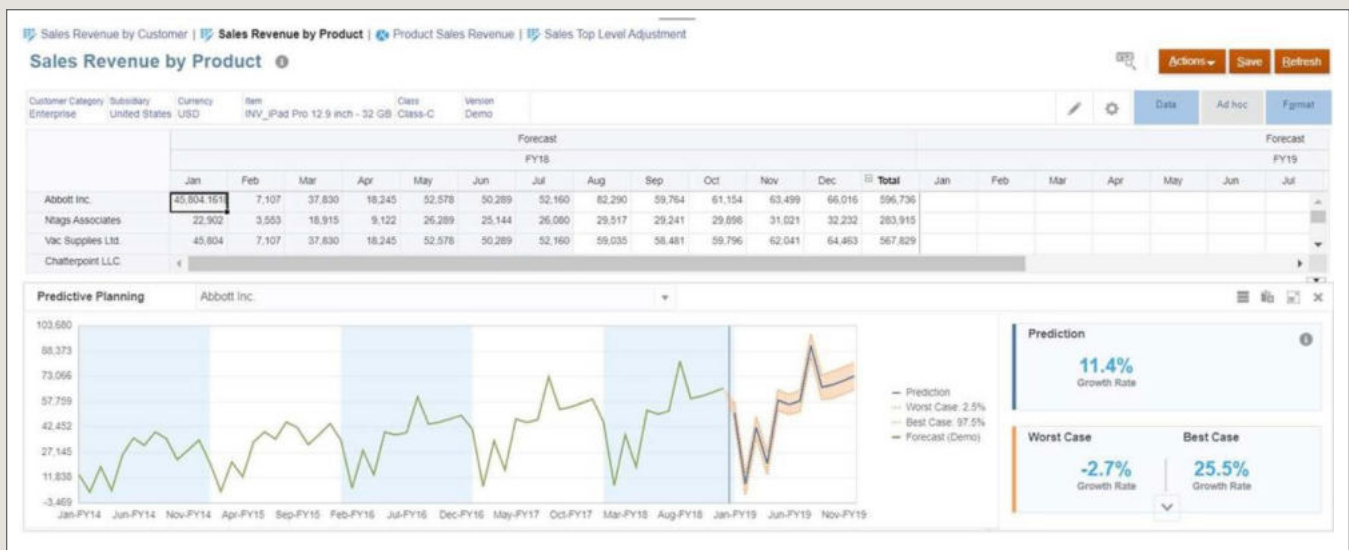 Sales Revenue by Customer | Sales Revenue by Product | Product Sales Revenue | Sales Top Level Adjustment
Sales Revenue by Product
Actions Save Refresh
Customer Category Subsidiary Currency Item Class Version
Enterprise United States USD INV_iPad Pro 12.9 inch - 32 GB Class-C Demo
Data Ad hoc Format
Forecast Forecast
FY18 FY19
Jan Feb Mar Apr May Jun Jul Aug Sep Oct Nov Dec Total Jan Feb Mar Apr May Jun Jul
Abbott Inc. 45,804.1618 7,107 37,830 18,245 52,578 50,289 52,160 82,290 59,764 61,154 63,499 66,016 596,736
Ntags Associates 22,902 3,553 18,915 9,122 26,289 25,144 26,080 29,517 29,241 29,898 31,021 32,232 283,915
Vac Supplies Ltd. 45,804 7,107 37,830 18,245 52,578 50,289 52,160 59,035 58,481 59,796 62,041 64,463 567,829
Chatterpoint LLC
Predictive Planning Abbott Inc.
103,680
88,373
73,066
57,759
42,452
27,145
11,838
-3,469
Jan-FY14 Jun-FY14 Nov-FY14 Apr-FY15 Sep-FY15 Feb-FY16 Jul-FY16 Dec-FY16 May-FY17 Oct-FY17 Mar-FY18 Aug-FY18 Jan-FY19 Jun-FY19 Nov-FY19
Prediction
Worst Case: 2.5%
Best Case: 97.5%
Forecast (Demo)
Prediction
11.4%
Growth Rate
Worst Case Best Case
-2.7% 25.5%
Growth Rate Growth Rate